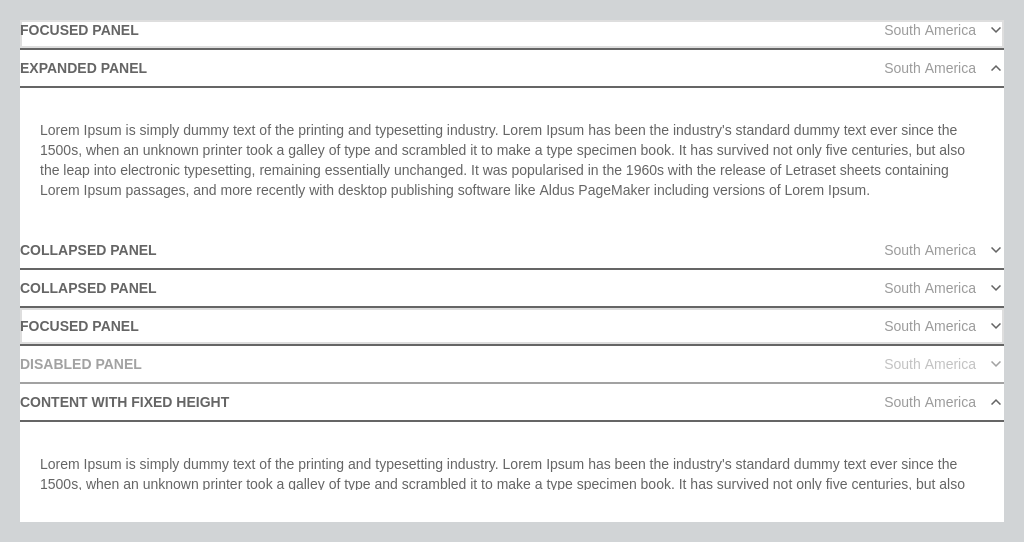 FOCUSED PANEL South America
EXPANDED PANEL South America
Lorem Ipsum is simply dummy text of the printing and typesetting industry. Lorem Ipsum has been the industry's standard dummy text ever since the
1500s, when an unknown printer took a galley of type and scrambled it to make a type specimen book. It has survived not only five centuries, but also
the leap into electronic typesetting, remaining essentially unchanged. It was popularised in the 1960s with the release of Letraset sheets containing
Lorem Ipsum passages, and more recently with desktop publishing software like Aldus PageMaker including versions of Lorem Ipsum.
COLLAPSED PANEL South America
COLLAPSED PANEL South America
FOCUSED PANEL South America
DISABLED PANEL South America
CONTENT WITH FIXED HEIGHT South America
Lorem Ipsum is simply dummy text of the printing and typesetting industry. Lorem Ipsum has been the industry's standard dummy text ever since the
1500s, when an unknown printer took a galley of type and scrambled it to make a type specimen book. It has survived not only five centuries, but also